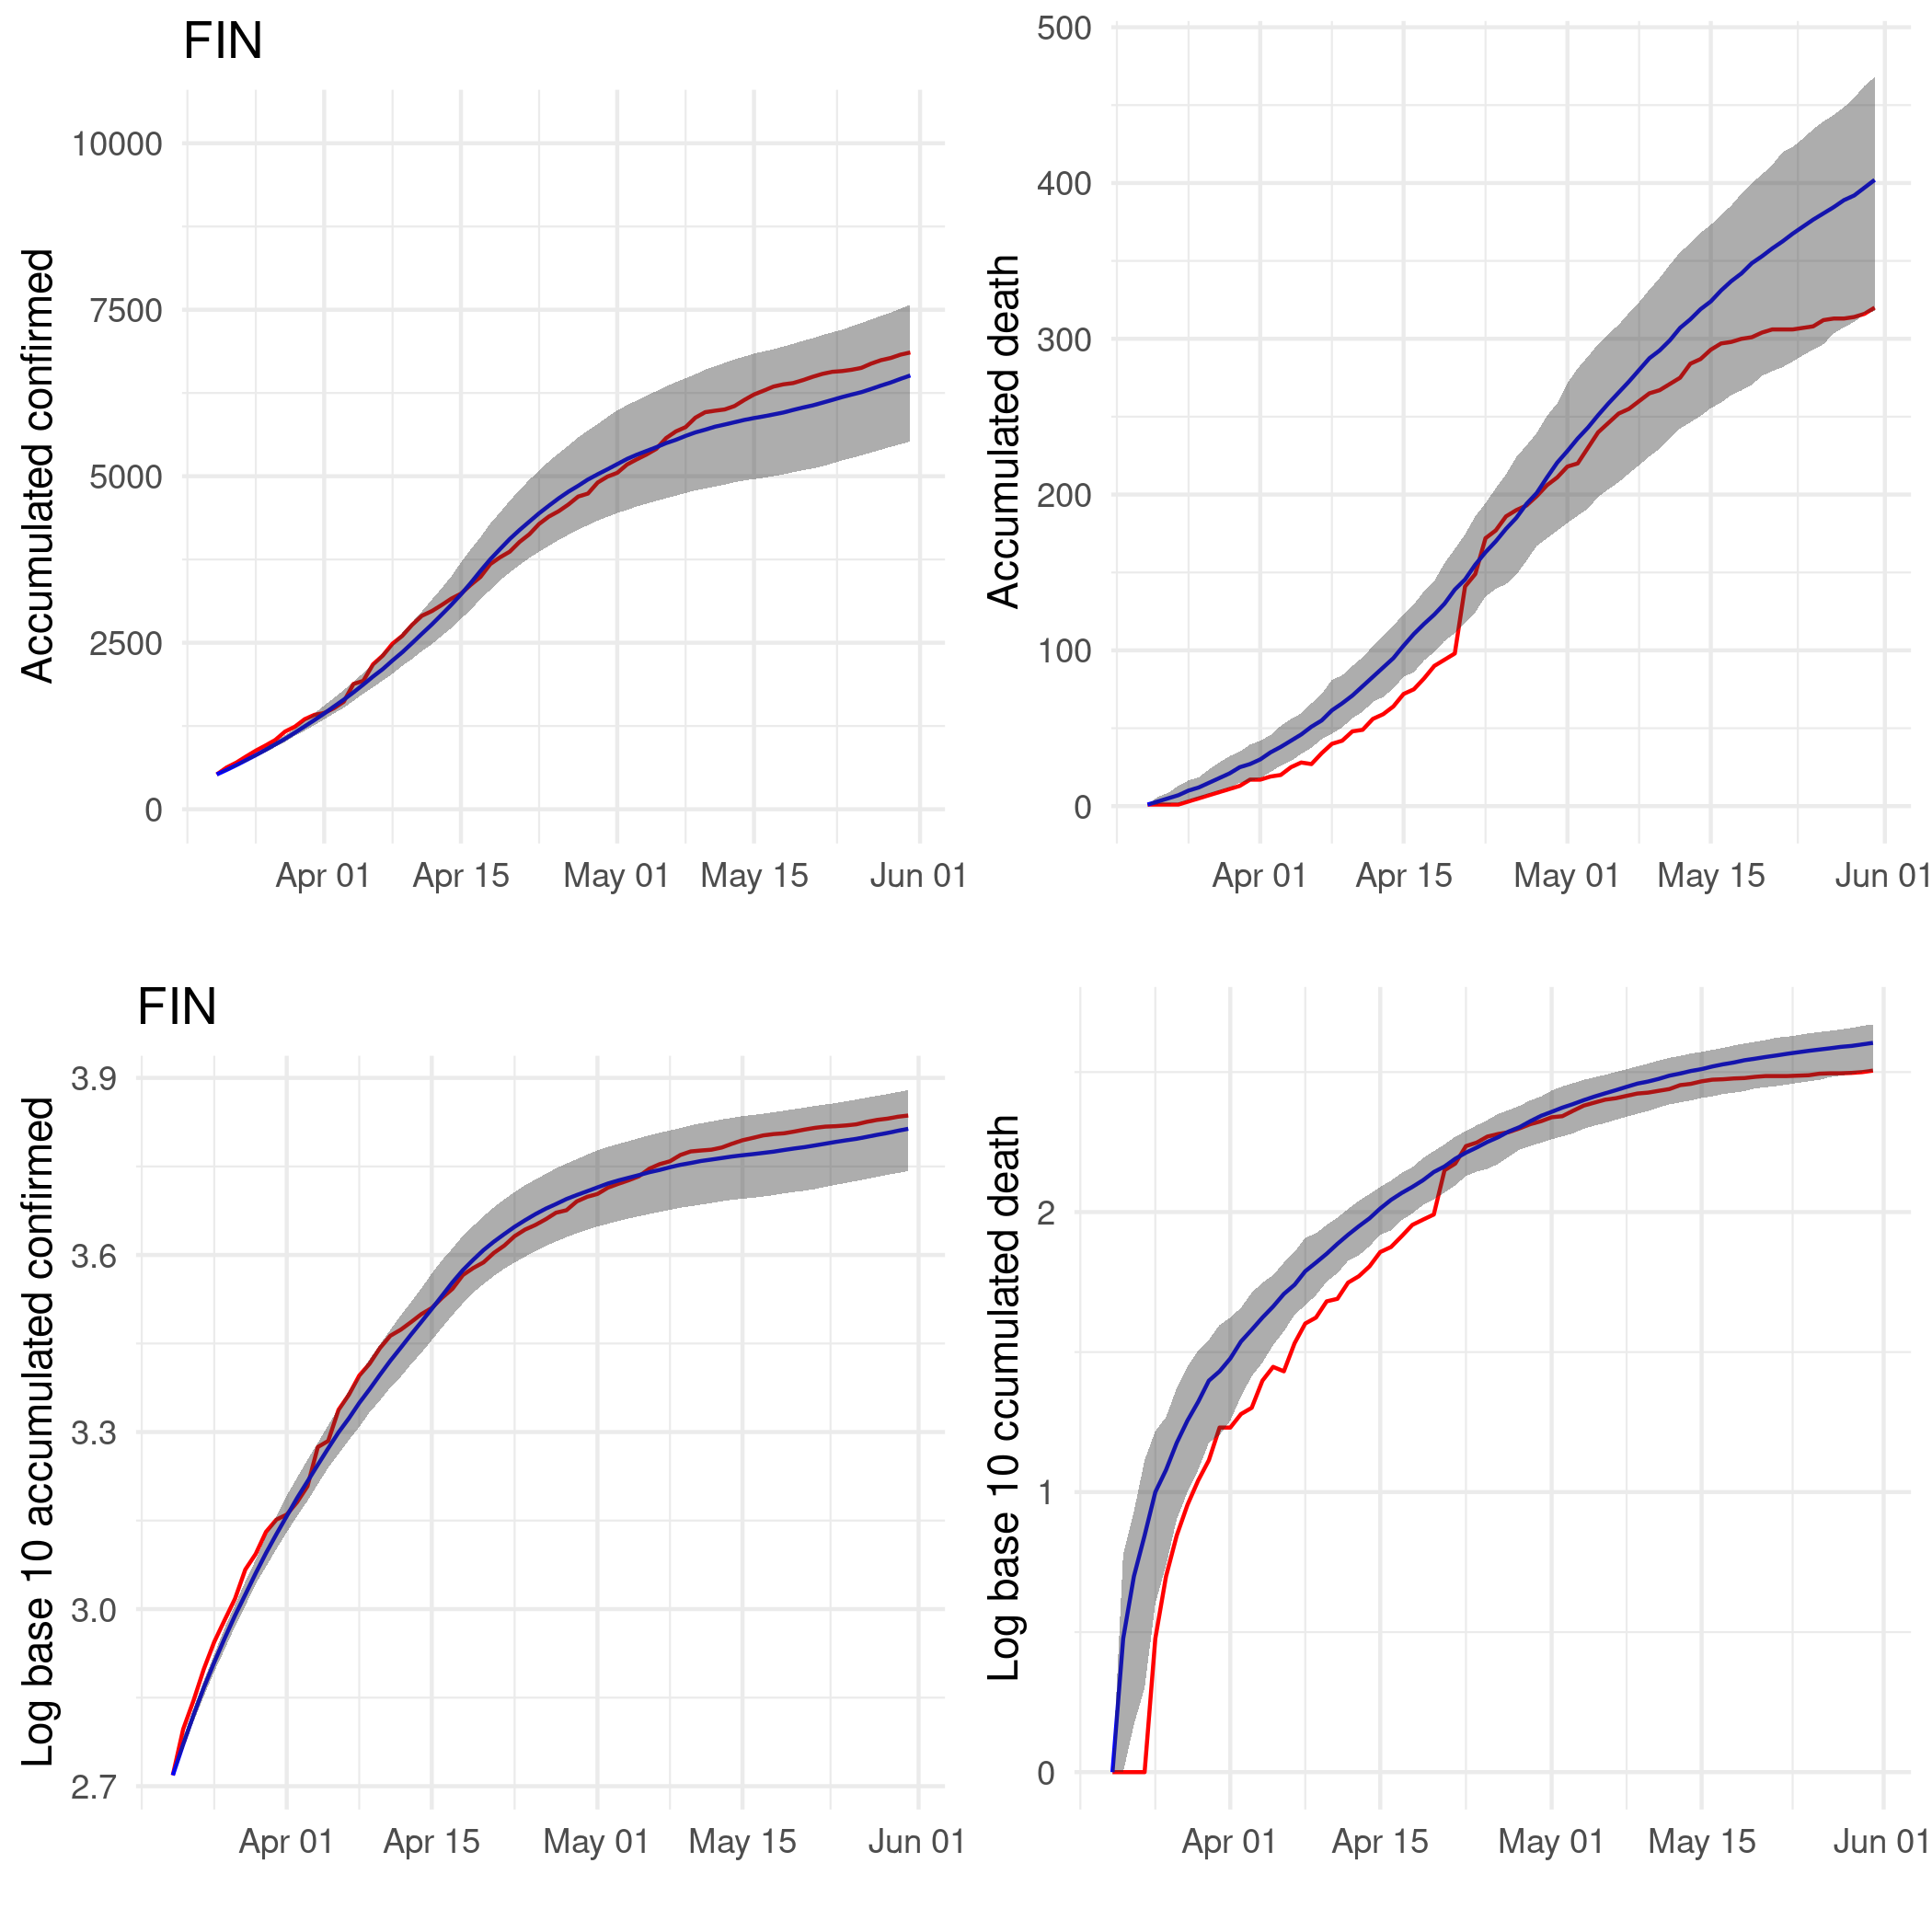 FIN
Accumulated confirmed
10000
7500
5000
2500
0
Apr 01 Apr 15 May 01 May 15 Jun 01
Accumulated death
500
400
300
200
100
0
Apr 01 Apr 15 May 01 May 15 Jun 01
FIN
Log base 10 accumulated confirmed
3.9
3.6
3.3
3.0
2.7
Apr 01 Apr 15 May 01 May 15 Jun 01
Log base 10 ccumulated death
2
1
0
Apr 01 Apr 15 May 01 May 15 Jun 01